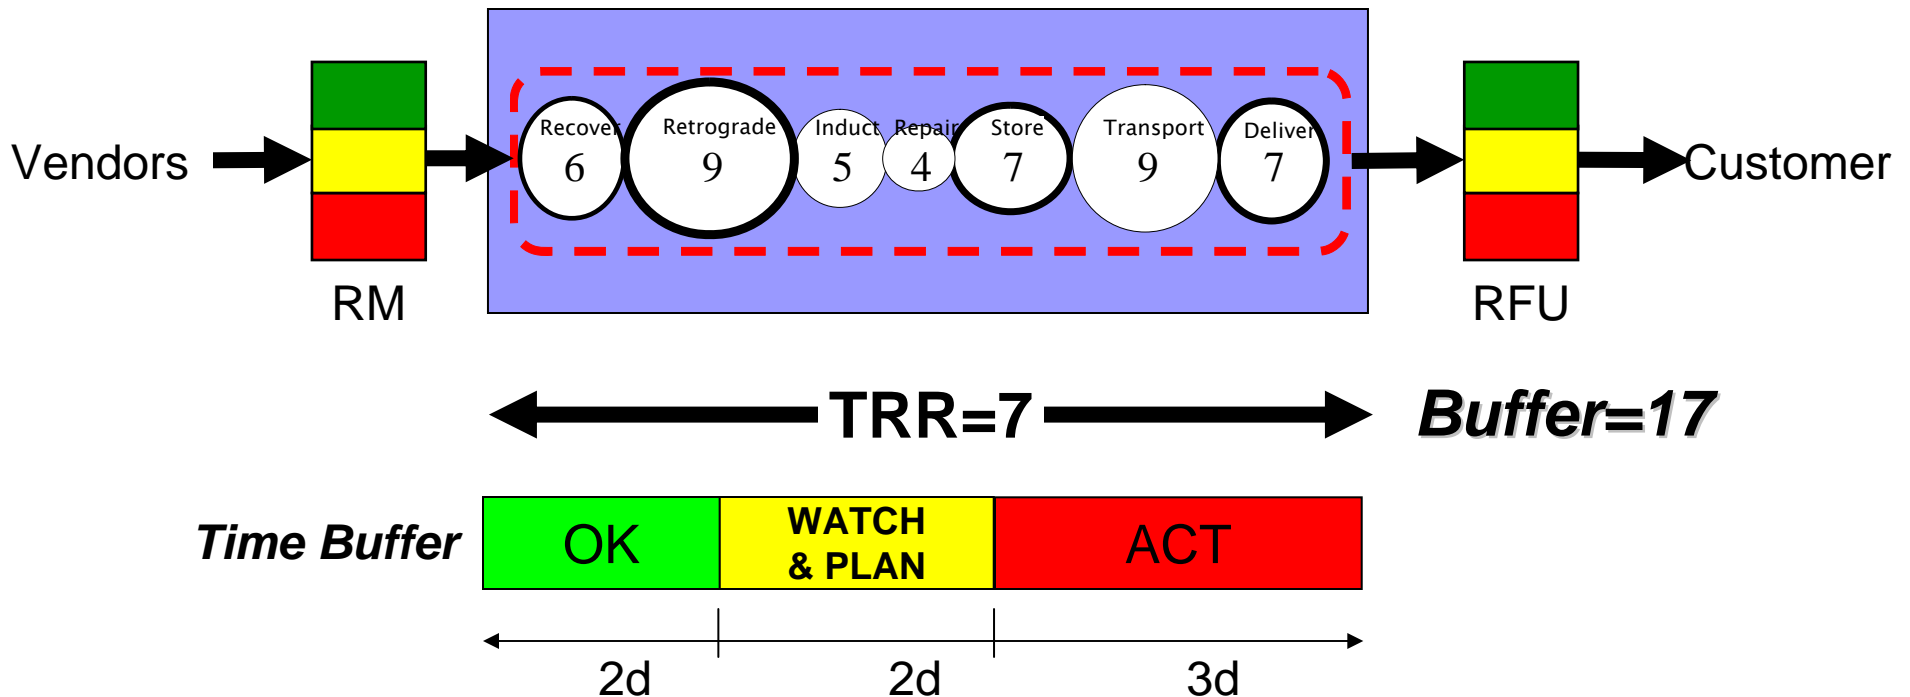 Recover Retrograde Induct Repair Store Transport Deliver
6 9 5 4 7 9 7
Vendors
Customer
RM
RFU
TRR=7
Buffer=17
Time Buffer
OK
WATCH
& PLAN
ACT
2d 2d 3d